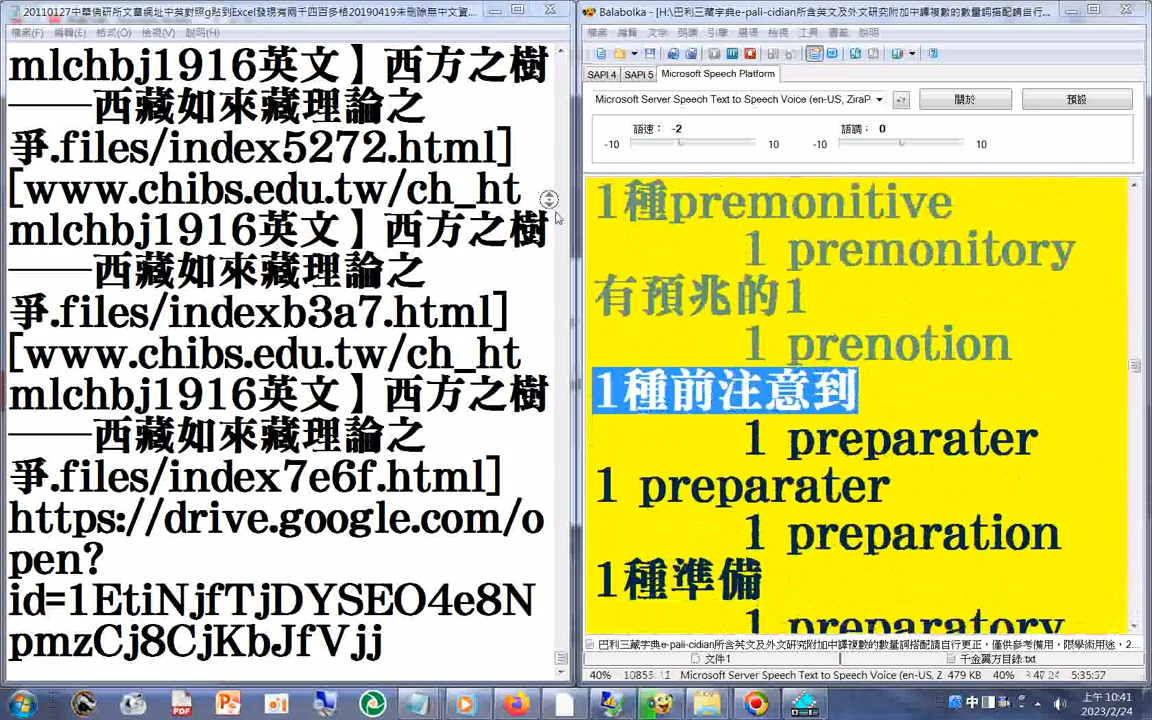 20110127中華佛研所文章網址中英對照g點到Excel發現有兩千四百多格20190419未刪除無中文資...
檔案(F) 編輯(E) 格式(O) 檢視(V) 說明(H)
mlchbj1916英文】西方之樹
——西藏如來藏理論之
爭.files/index5272.html]
[www.chibs.edu.tw/ch_ht
mlchbj1916英文】西方之樹
——西藏如來藏理論之
爭.files/indexb3a7.html]
[www.chibs.edu.tw/ch_ht
mlchbj1916英文】西方之樹
——西藏如來藏理論之
爭.files/index7e6f.html]
https://drive.google.com/o
pen?
id=1EtiNjfTjDYSEO4e8N
pmzCj8CjKbJfVjj
Balabolka - [H:\巴利三藏字典e-pali-cidian所含英文及外文研究附加中譯複數的數量詞搭配請自行...
檔案 編輯 文字 朗讀 引擎 選項 檢視 工具 書籤 說明
SAPI 4 SAPI 5 Microsoft Speech Platform
Microsoft Server Speech Text to Speech Voice (en-US, ZiraP
關於 預設
語速： -2 語調： 0
-10 10 -10 10
1種premonitive
1 premonitory
有預兆的1
1 prenotion
1種前注意到
1 preparater
1 preparater
1 preparation
1種準備
1 preparatory
巴利三藏字典e-pali-cidian所含英文及外文研究附加中譯複數的數量詞搭配請自行更正，僅供參考備用，限學術用途，2...
文件1 千金翼方目錄.txt
40% Microsoft Server Speech Text to Speech Voice (en-US, Z 479 KB 40% 5:35:57
中
上午 10:41
2023/2/24